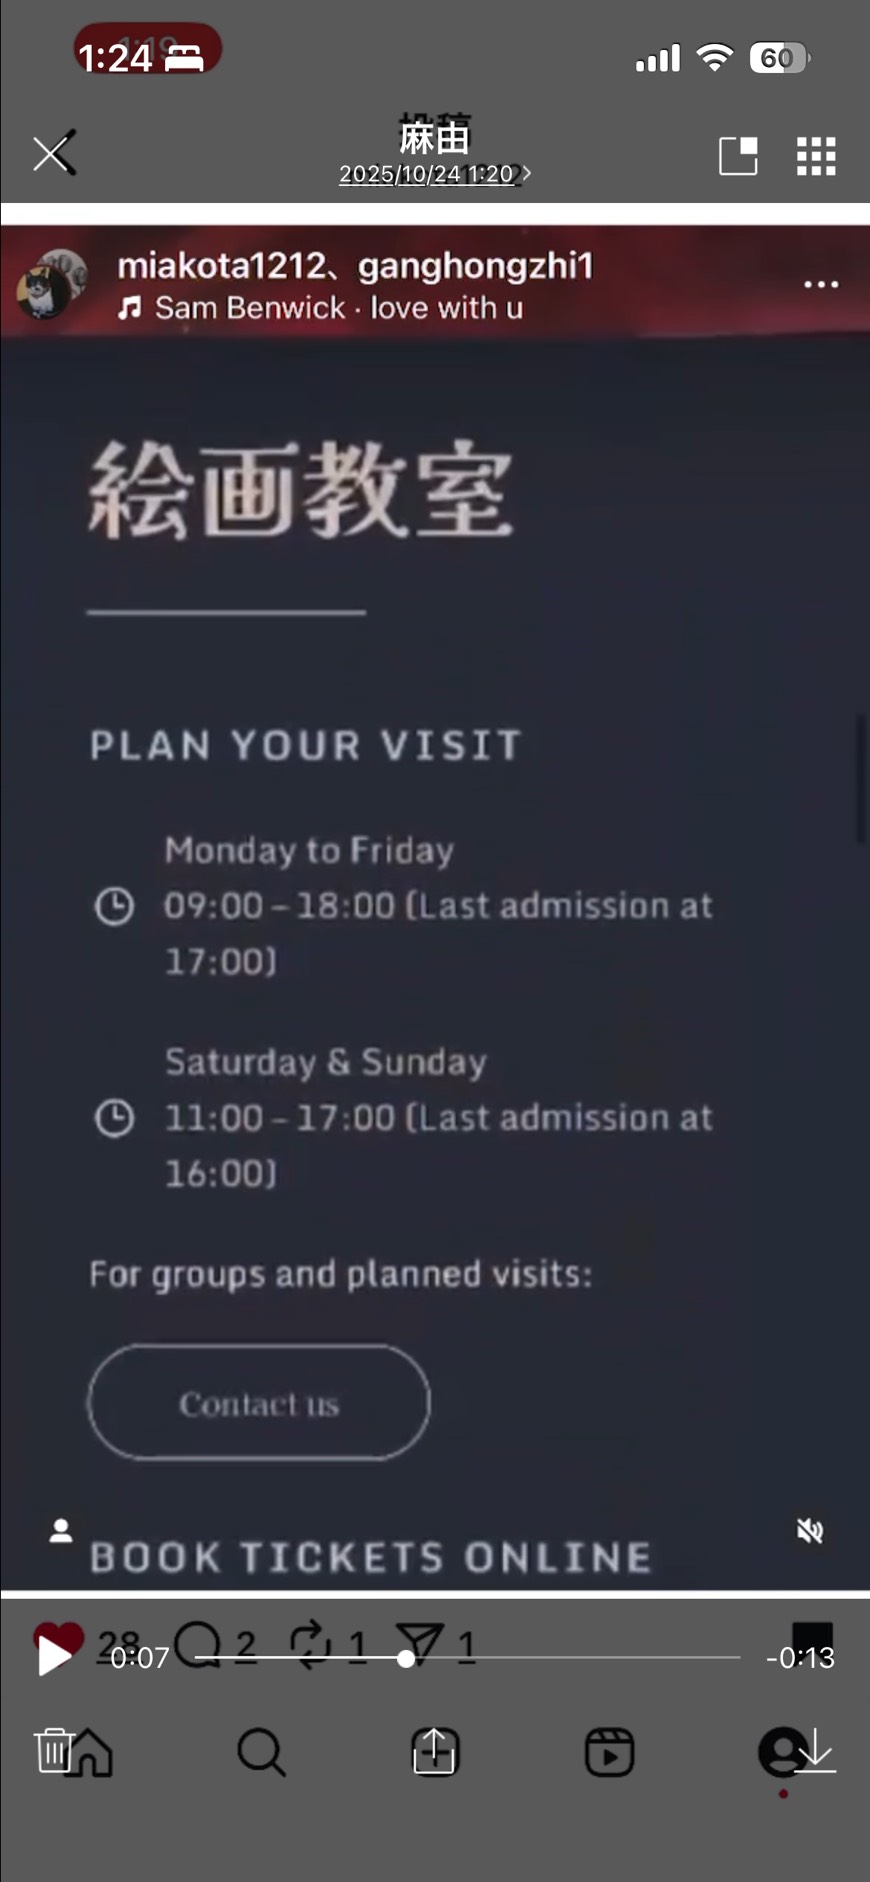 1:24
60
麻由
2025/10/24 1:20
miakota1212、ganghongzhi1
Sam Benwick · love with u
絵画教室
PLAN YOUR VISIT
Monday to Friday
09:00 – 18:00 (Last admission at
17:00)
Saturday & Sunday
11:00 – 17:00 (Last admission at
16:00)
For groups and planned visits:
Contact us
BOOK TICKETS ONLINE
28 2 1 1
0:07 -0:13